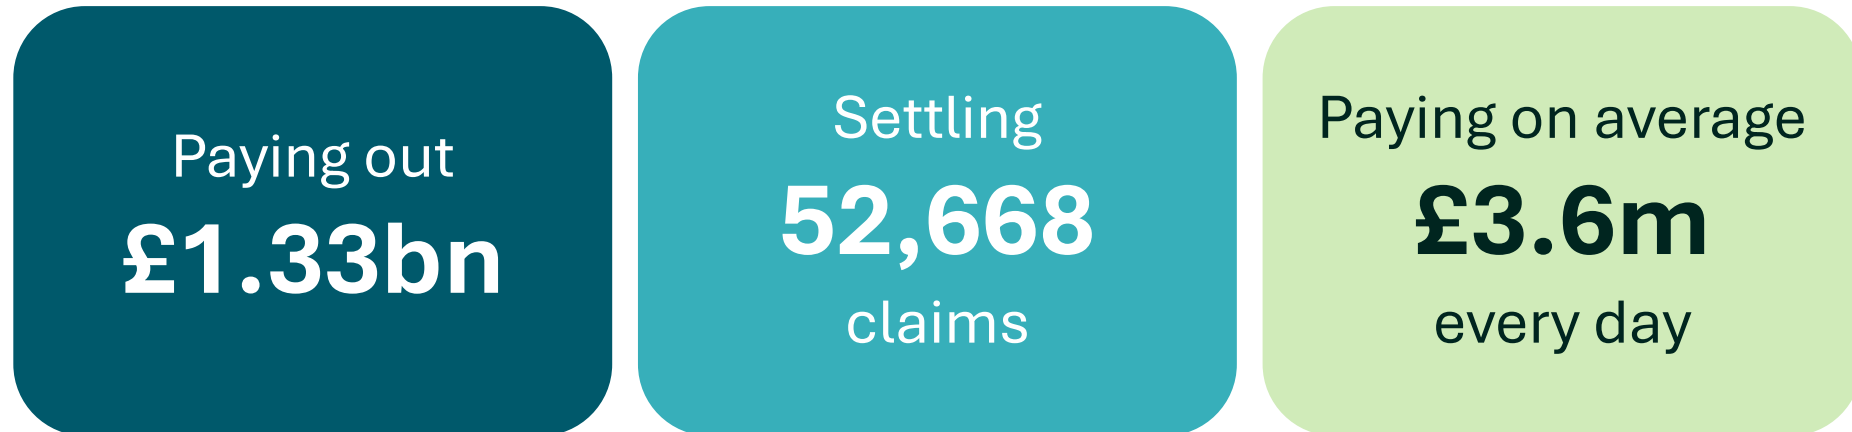 Paying out
£1.33bn
Settling
52,668
claims
Paying on average
£3.6m
every day